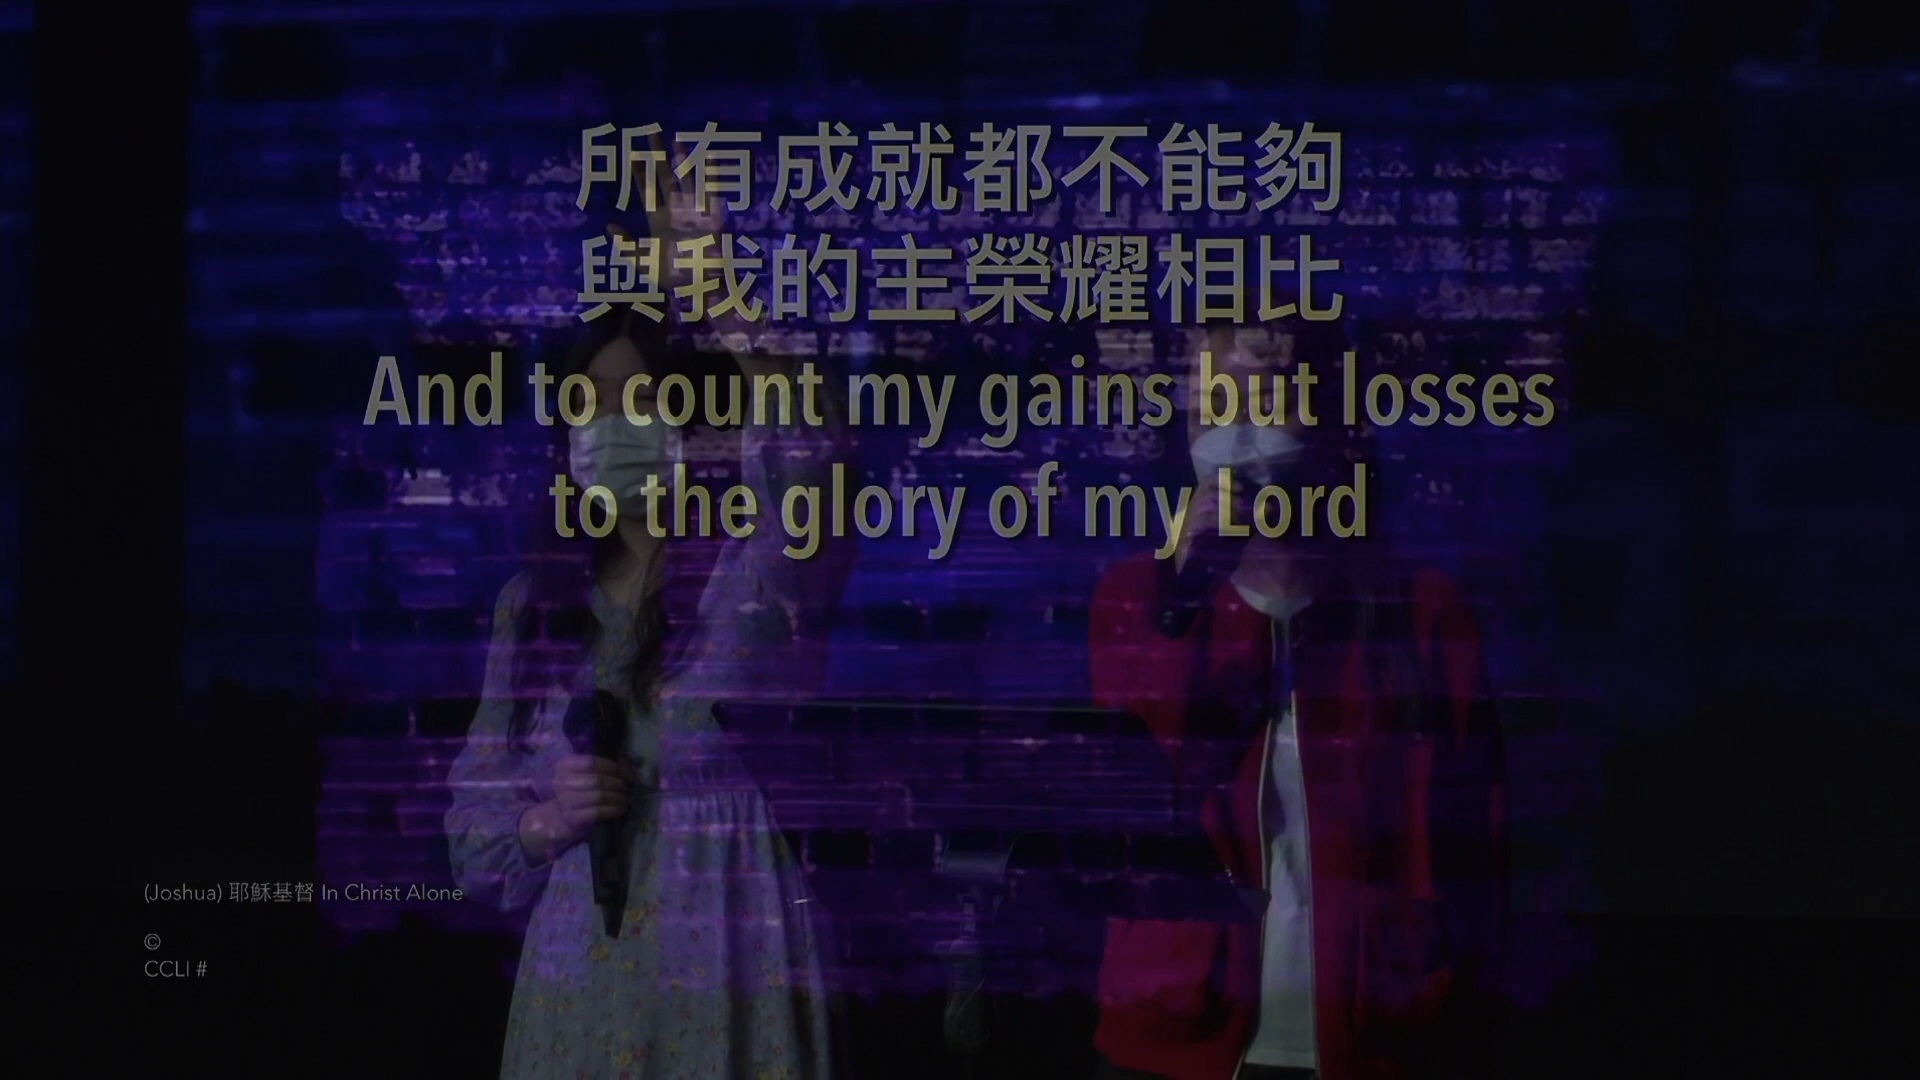 所有成就都不能夠
與我的主榮耀相比
And to count my gains but losses
to the glory of my Lord
(Joshua) 耶穌基督 In Christ Alone
©
CCLI #